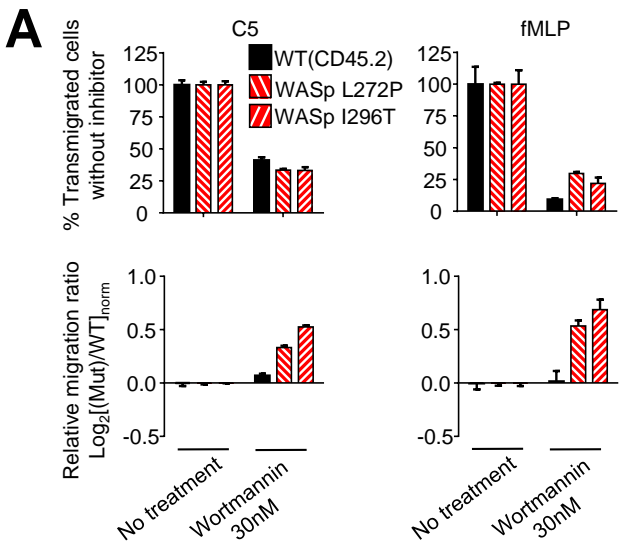 A
C5
fMLP
% Transmigrated cells
without inhibitor
125
100
75
50
25
0
WT(CD45.2)
WASp L272P
WASp I296T
125
100
75
50
25
0
Relative migration ratio
Log2[(Mut)/WT]norm
1.0
0.5
0.0
-0.5
1.0
0.5
0.0
-0.5
No treatment
Wortmannin
30nM
No treatment
Wortmannin
30nM